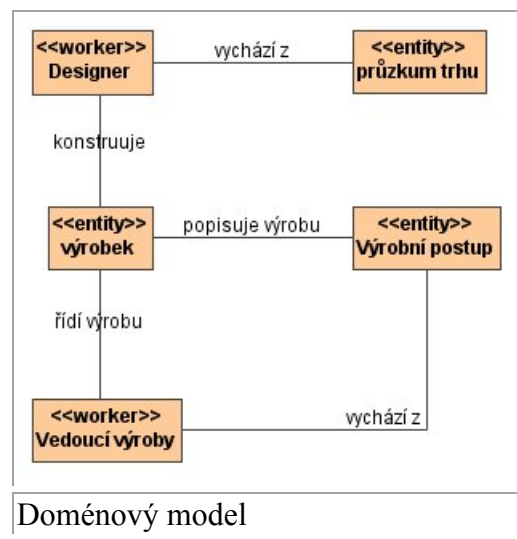 <<worker>>
Designer
vychází z
<<entity>>
průzkum trhu
konstruuje
<<entity>>
výrobek
popisuje výrobu
<<entity>>
Výrobní postup
řídí výrobu
<<worker>>
Vedoucí výroby
vychází z
Doménový model